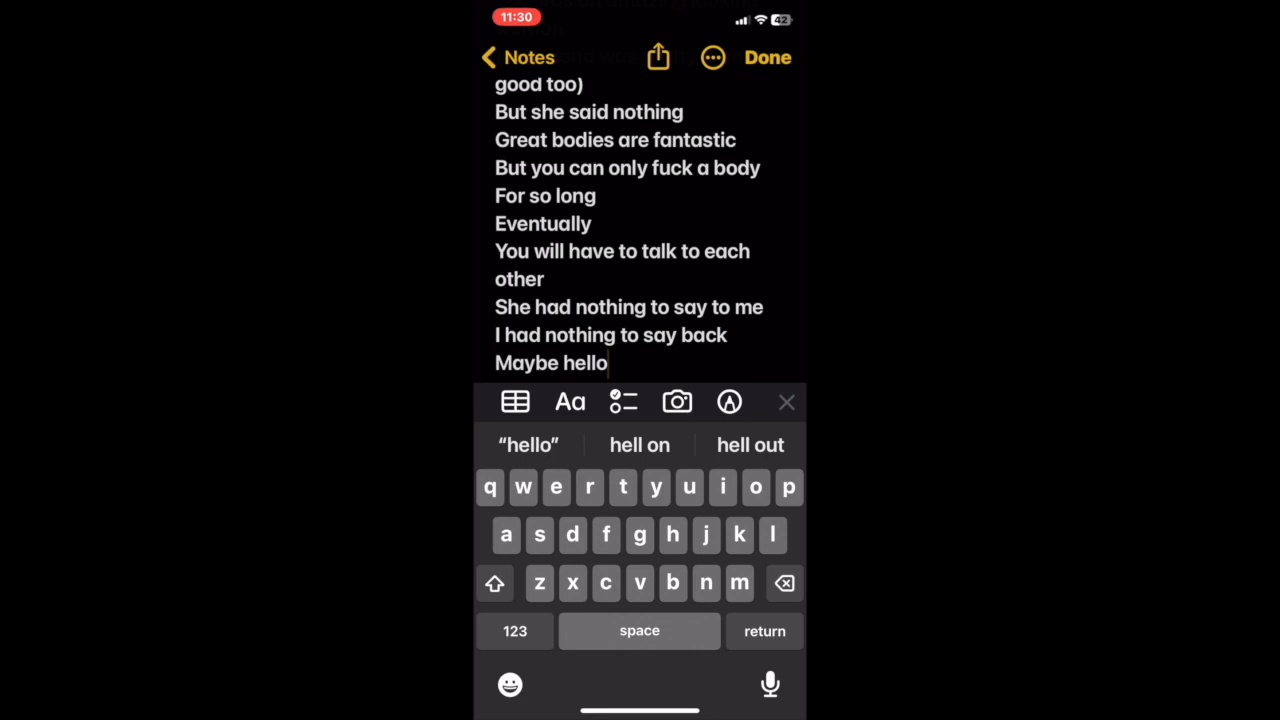 11:30
42
Notes
Done
good too)
But she said nothing
Great bodies are fantastic
But you can only fuck a body
For so long
Eventually
You will have to talk to each
other
She had nothing to say to me
I had nothing to say back
Maybe hello
Aa
“hello”
hell on
hell out
q w e r t y u i o p
a s d f g h j k l
z x c v b n m
123
space
return